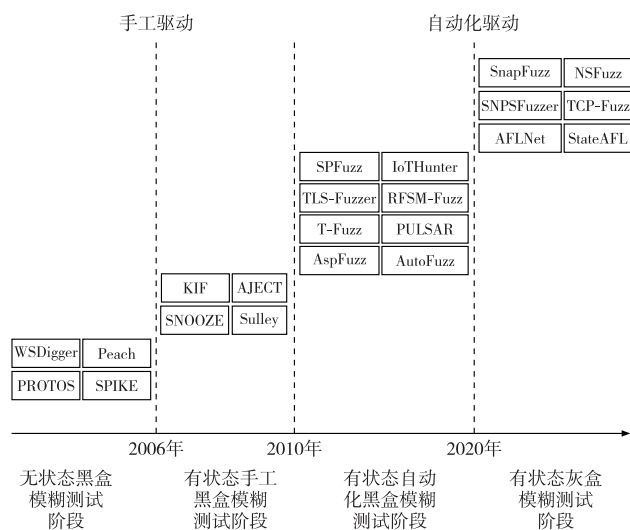 手工驱动
自动化驱动
SnapFuzz
NSFuzz
SNPSFuzzer
TCP-Fuzz
AFLNet
StateAFL
SPFuzz
IoTHunter
TLS-Fuzzer
RFSM-Fuzz
T-Fuzz
PULSAR
AspFuzz
AutoFuzz
KIF
AJECT
SNOOZE
Sulley
WSDigger
Peach
PROTOS
SPIKE
2006年
2010年
2020年
无状态黑盒
模糊测试
阶段
有状态手工
黑盒模糊
测试阶段
有状态自动
化黑盒模糊
测试阶段
有状态灰盒
模糊测试
阶段